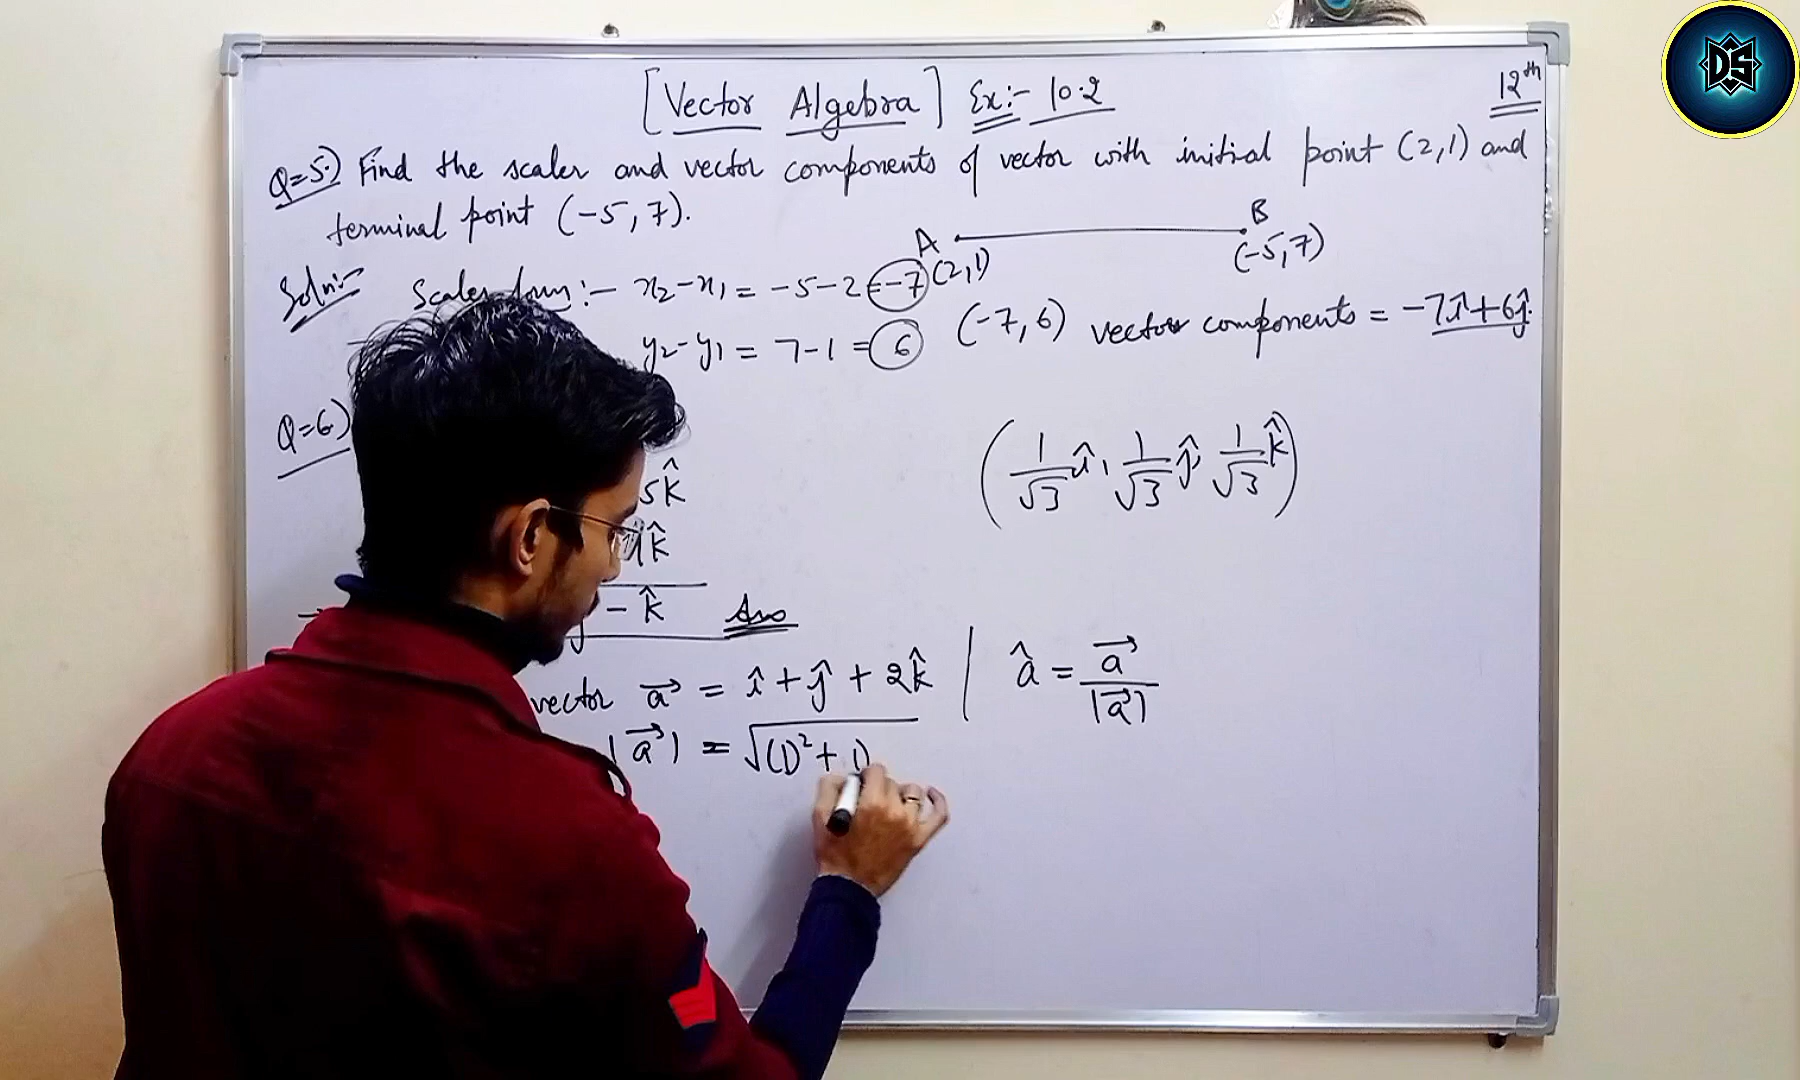 [Vector Algebra] Ex:- 10.2
12th
DS
Q=5.) Find the scaler and vector components of vector with initial point (2,1) and
terminal point (-5,7).
A B
(2,1) (-5,7)
Soln:- Scaler form:- x₂-x₁ = -5-2 = -7
y₂-y₁ = 7-1 = 6 (-7,6) vector components = -7î+6ĵ.
Q=6)
(1/√3 î, 1/√3 ĵ, 1/√3 k̂)
5k̂
k̂
- k̂ Ans
vector a⃗ = î + ĵ + 2k̂ | â = a⃗/|a⃗|
|a⃗| = √(1)² + 1)